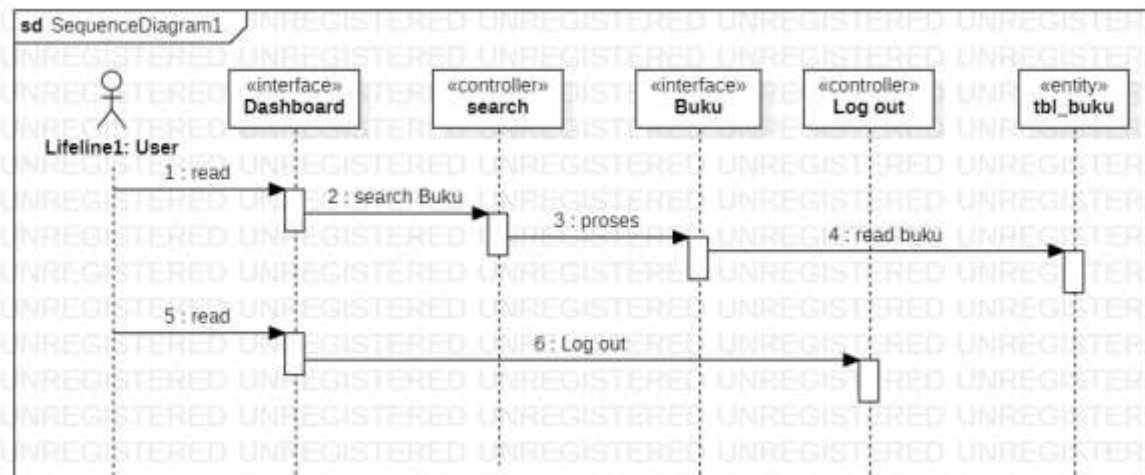 sd SequenceDiagram1
«interface»
Dashboard
«controller»
search
«interface»
Buku
«controller»
Log out
«entity»
tbl_buku
Lifeline1: User
1 : read
2 : search Buku
3 : proses
4 : read buku
5 : read
6 : Log out
UNREGISTERED